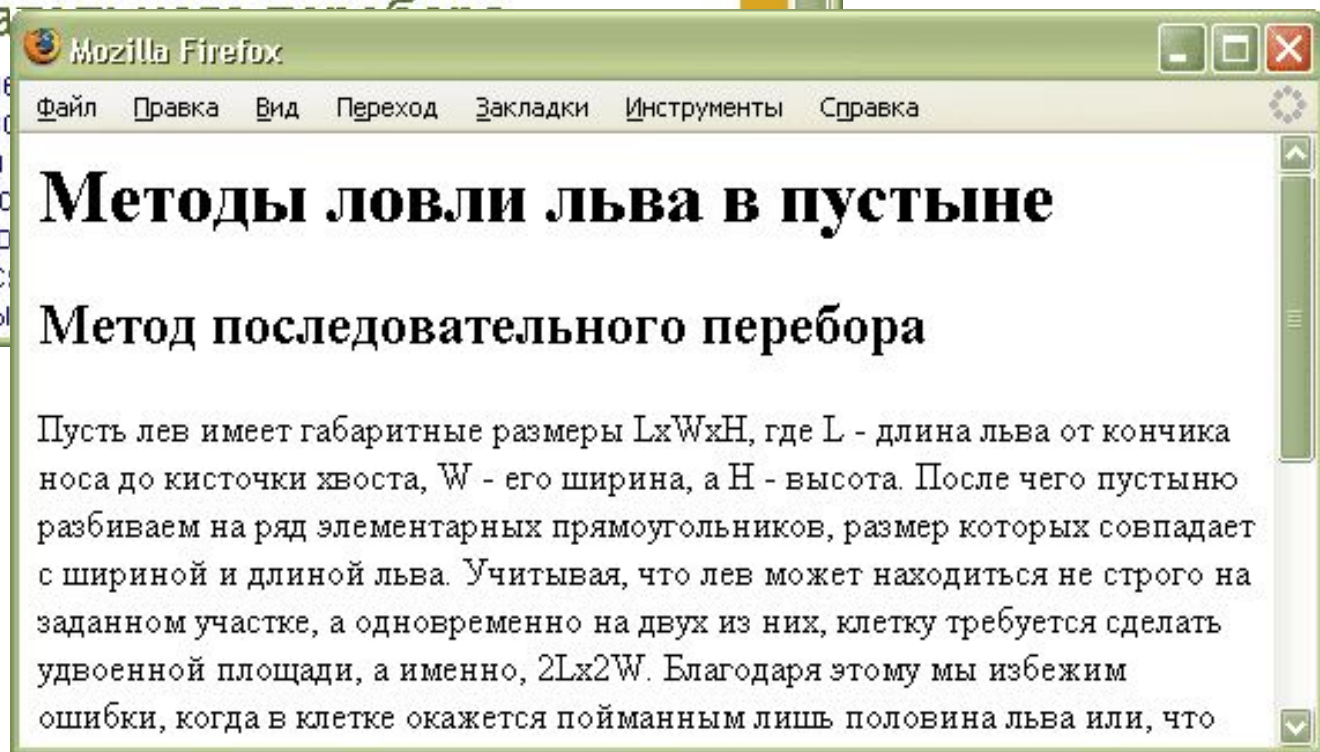 Mozilla Firefox
Файл Правка Вид Переход Закладки Инструменты Справка
Методы ловли льва в пустыне
Метод последовательного перебора
Пусть лев имеет габаритные размеры LxWxH, где L - длина льва от кончика
носа до кисточки хвоста, W - его ширина, а H - высота. После чего пустыню
разбиваем на ряд элементарных прямоугольников, размер которых совпадает
с шириной и длиной льва. Учитывая, что лев может находиться не строго на
заданном участке, а одновременно на двух из них, клетку требуется сделать
удвоенной площади, а именно, 2Lx2W. Благодаря этому мы избежим
ошибки, когда в клетке окажется пойманным лишь половина льва или, что